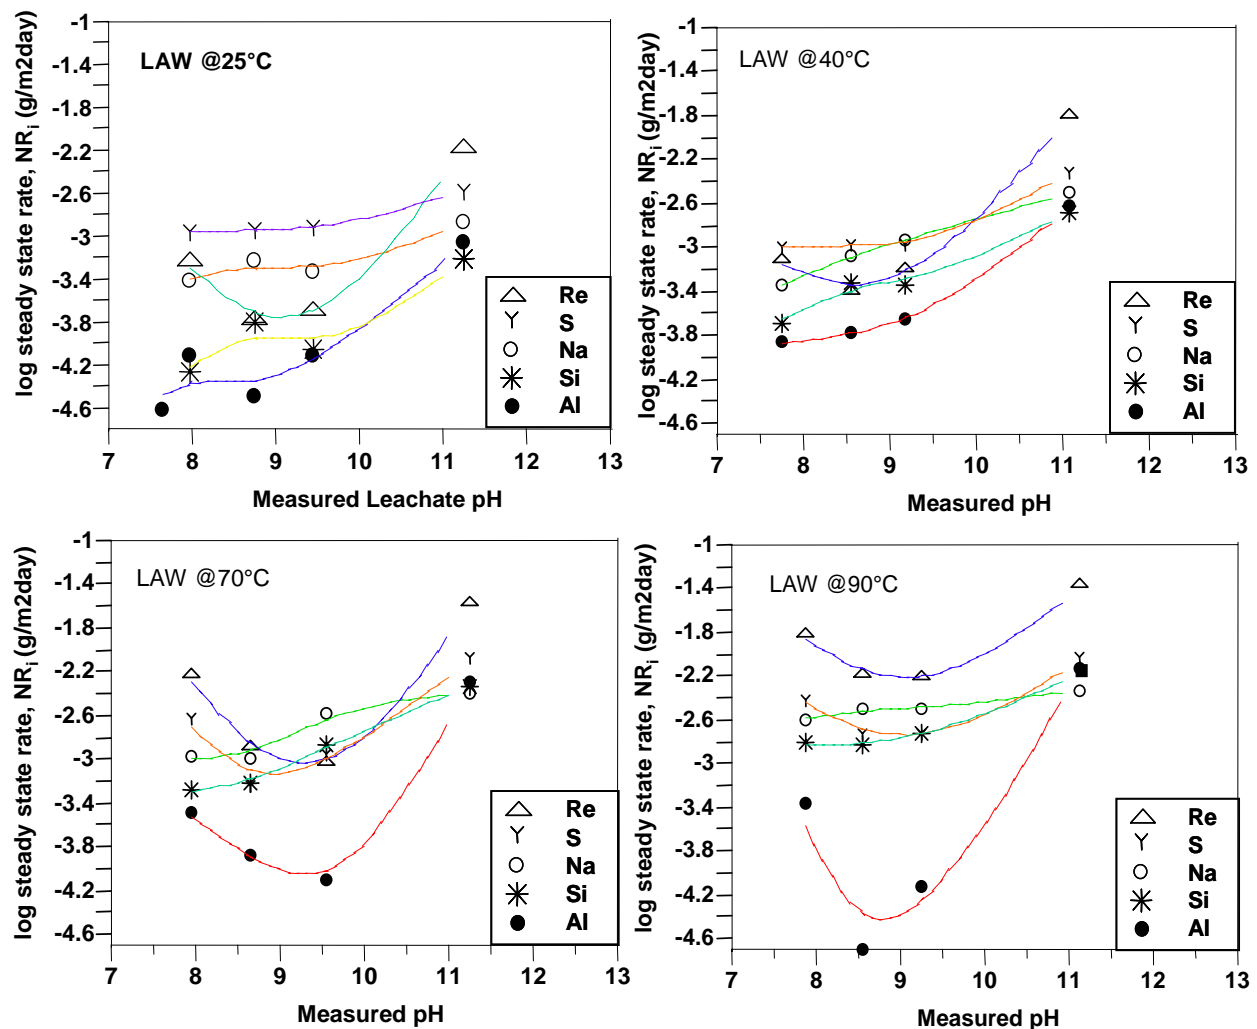 LAW @25°C
log steady state rate, NRi (g/m2day)
-1
-1.4
-1.8
-2.2
-2.6
-3
-3.4
-3.8
-4.2
-4.6
7 8 9 10 11 12 13
Measured Leachate pH
Re
S
Na
Si
Al
LAW @40°C
log steady state rate, NRi (g/m2day)
-1
-1.4
-1.8
-2.2
-2.6
-3
-3.4
-3.8
-4.2
-4.6
7 8 9 10 11 12 13
Measured pH
Re
S
Na
Si
Al
LAW @70°C
log steady state rate, NRi (g/m2day)
-1
-1.4
-1.8
-2.2
-2.6
-3
-3.4
-3.8
-4.2
-4.6
7 8 9 10 11 12 13
Measured pH
Re
S
Na
Si
Al
LAW @90°C
log steady state rate, NRi (g/m2day)
-1
-1.4
-1.8
-2.2
-2.6
-3
-3.4
-3.8
-4.2
-4.6
7 8 9 10 11 12 13
Measured pH
Re
S
Na
Si
Al